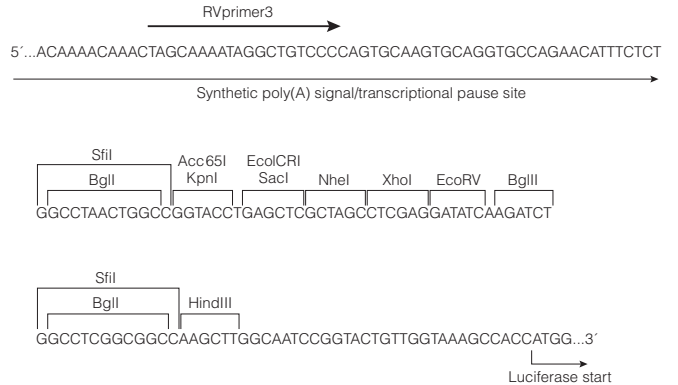 RVprimer3
5´...ACAAAACAAACTAGCAAAATAGGCTGTCCCCAGTGCAAGTGCAGGTGCCAGAACATTTCTCT
Synthetic poly(A) signal/transcriptional pause site
SfiI
Acc65I EcolCRI
BglI KpnI SacI NheI XhoI EcoRV BglII
GGCCTAACTGGCCGGTACCTGAGCTCGCTAGCCTCGAGGATATCAAGATCT
SfiI
BglI HindIII
GGCCTCGGCGGCCAAGCTTGGCAATCCGGTACTGTTGGTAAAGCCACCATGG...3´
Luciferase start